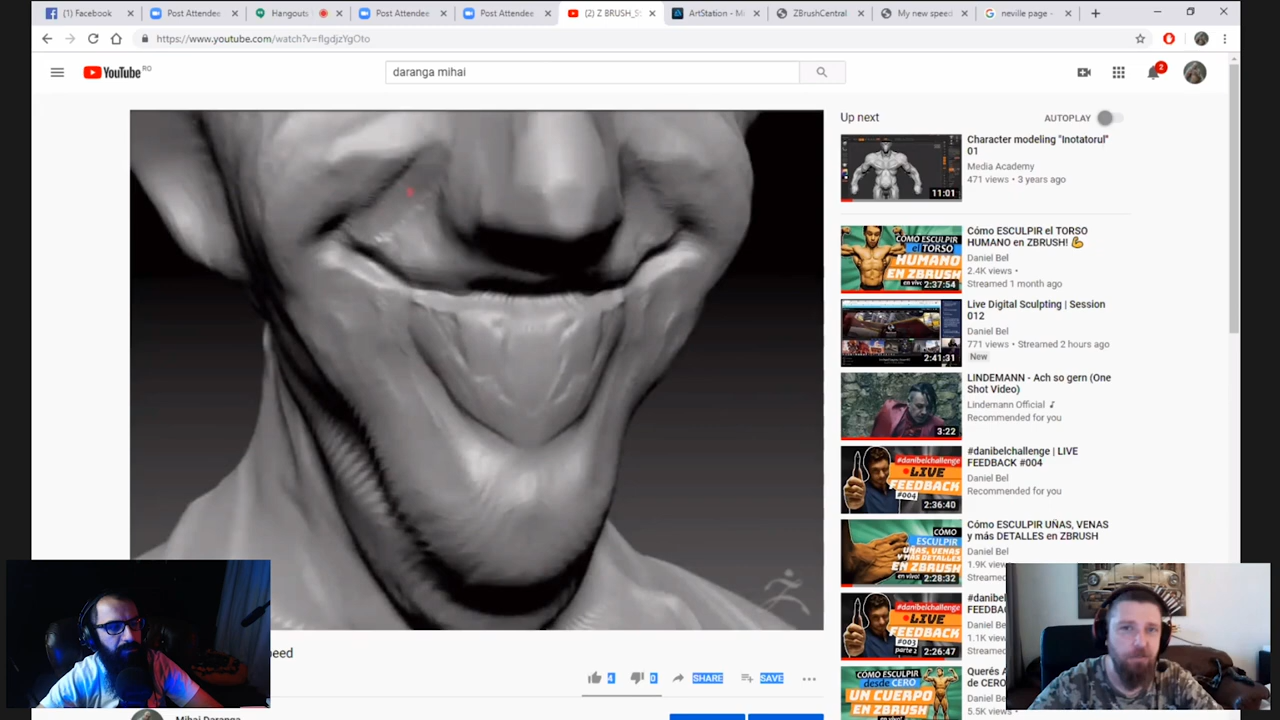 (1) Facebook
Post Attendee
Hangouts
Post Attendee
Post Attendee
(2) Z BRUSH_S
ArtStation - Mi
ZBrushCentral
My new speed
neville page -
https://www.youtube.com/watch?v=flgdjzYgOto
YouTube RO
daranga mihai
2
Up next
AUTOPLAY
Character modeling "Inotatorul"
01
Media Academy
471 views • 3 years ago
11:01
CÓMO
ESCULPIR
el TORSO
HUMANO
EN ZBRUSH
en vivo!
2:37:54
Cómo ESCULPIR el TORSO
HUMANO en ZBRUSH! 💪
Daniel Bel
2.4K views •
Streamed 1 month ago
Live Digital Sculpting | Session
012
Daniel Bel
771 views • Streamed 2 hours ago
New
2:41:31
LINDEMANN - Ach so gern (One
Shot Video)
Lindemann Official
Recommended for you
3:22
#danibelchallenge
LIVE
FEEDBACK
#004
2:36:40
#danibelchallenge | LIVE
FEEDBACK #004
Daniel Bel
Recommended for you
CÓMO
ESCULPIR
UÑAS, VENAS
y más DETALLES
EN ZBRUSH
en vivo!
2:28:32
Cómo ESCULPIR UÑAS, VENAS
y más DETALLES en ZBRUSH
Daniel Bel
1.9K
Streame
#danibelchallenge
LIVE
FEEDBACK
#003
parte 2
2:26:47
#danib
FEEDBA
Daniel B
1.1K
Streame
ESCULPIR
desde CERO
UN CUERPO
EN ZBRUSH
Querés A
de CERO
Daniel B
5.5K
eed
4
0
SHARE
SAVE
Mihai Daranga